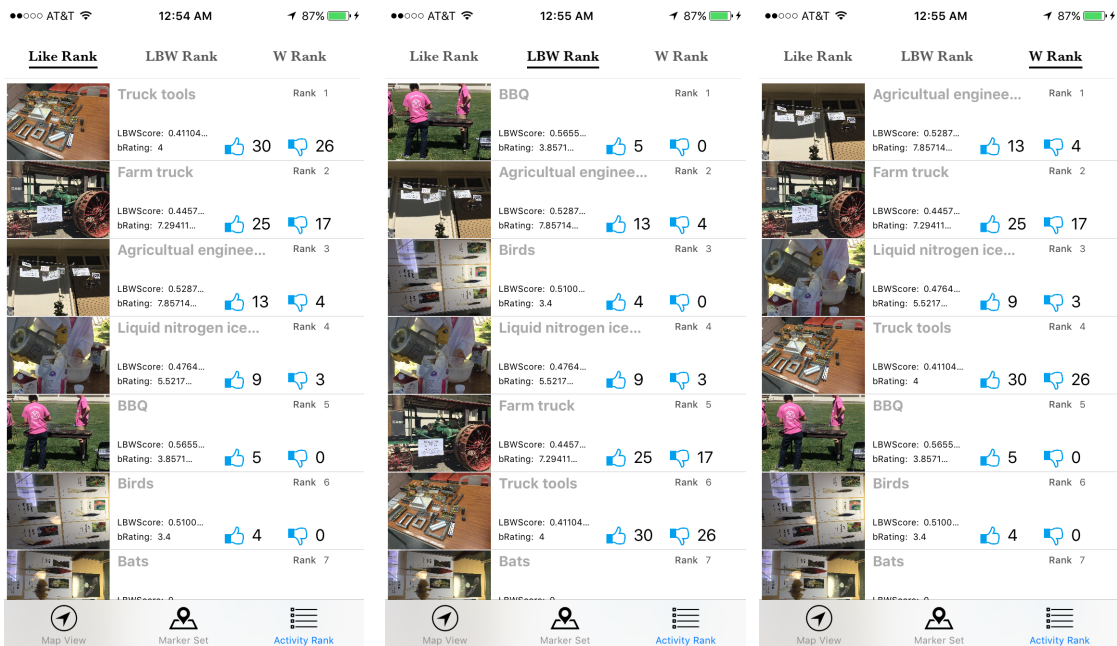 AT&T 12:54 AM 87%
Like Rank LBW Rank W Rank
Truck tools Rank 1
LBWScore: 0.41104...
bRating: 4 30 26
Farm truck Rank 2
LBWScore: 0.4457...
bRating: 7.29411... 25 17
Agricultual enginee... Rank 3
LBWScore: 0.5287...
bRating: 7.85714... 13 4
Liquid nitrogen ice... Rank 4
LBWScore: 0.4764...
bRating: 5.5217... 9 3
BBQ Rank 5
LBWScore: 0.5655...
bRating: 3.8571... 5 0
Birds Rank 6
LBWScore: 0.5100...
bRating: 3.4 4 0
Bats Rank 7
LBWScore: 0
Map View Marker Set Activity Rank
AT&T 12:55 AM 87%
Like Rank LBW Rank W Rank
BBQ Rank 1
LBWScore: 0.5655...
bRating: 3.8571... 5 0
Agricultual enginee... Rank 2
LBWScore: 0.5287...
bRating: 7.85714... 13 4
Birds Rank 3
LBWScore: 0.5100...
bRating: 3.4 4 0
Liquid nitrogen ice... Rank 4
LBWScore: 0.4764...
bRating: 5.5217... 9 3
Farm truck Rank 5
LBWScore: 0.4457...
bRating: 7.29411... 25 17
Truck tools Rank 6
LBWScore: 0.41104...
bRating: 4 30 26
Bats Rank 7
LBWScore: 0
Map View Marker Set Activity Rank
AT&T 12:55 AM 87%
Like Rank LBW Rank W Rank
Agricultual enginee... Rank 1
LBWScore: 0.5287...
bRating: 7.85714... 13 4
Farm truck Rank 2
LBWScore: 0.4457...
bRating: 7.29411... 25 17
Liquid nitrogen ice... Rank 3
LBWScore: 0.4764...
bRating: 5.5217... 9 3
Truck tools Rank 4
LBWScore: 0.41104...
bRating: 4 30 26
BBQ Rank 5
LBWScore: 0.5655...
bRating: 3.8571... 5 0
Birds Rank 6
LBWScore: 0.5100...
bRating: 3.4 4 0
Bats Rank 7
LBWScore: 0
Map View Marker Set Activity Rank